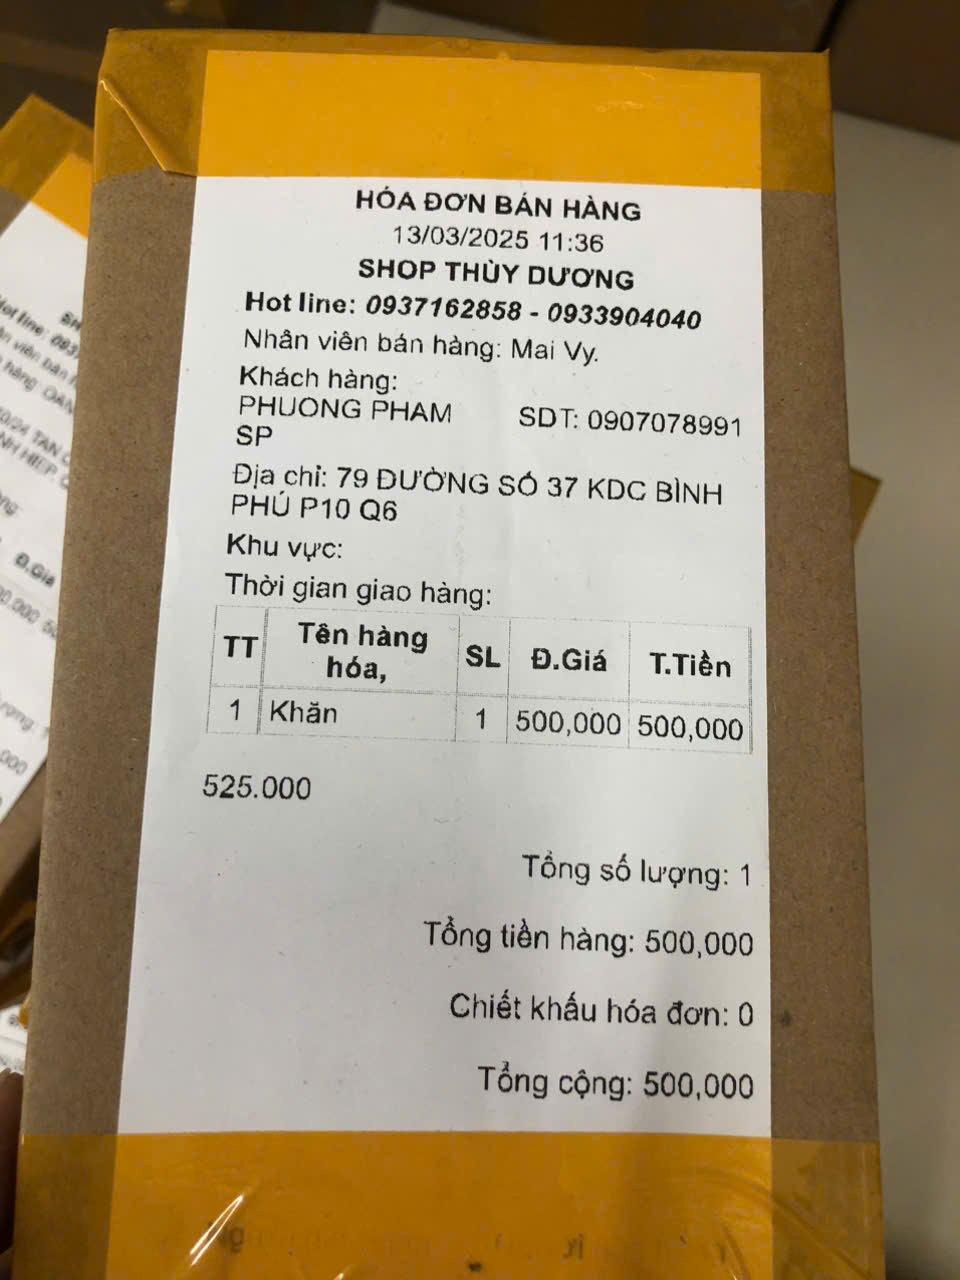 HÓA ĐƠN BÁN HÀNG
13/03/2025 11:36
SHOP THÙY DƯƠNG
Hot line: 0937162858 - 0933904040
Nhân viên bán hàng: Mai Vy.
Khách hàng:
PHUONG PHAM SDT: 0907078991
SP
Địa chỉ: 79 ĐƯỜNG SÓ 37 KDC BÌNH
PHÚ P10 Q6
Khu vực:
Thời gian giao hàng:
TT Tên hàng hóa, SL Đ.Giá T.Tiền
1 Khăn 1 500,000 500,000
525.000
Tổng số lượng: 1
Tổng tiền hàng: 500,000
Chiết khấu hóa đơn: 0
Tổng cộng: 500,000
Đ.Giá